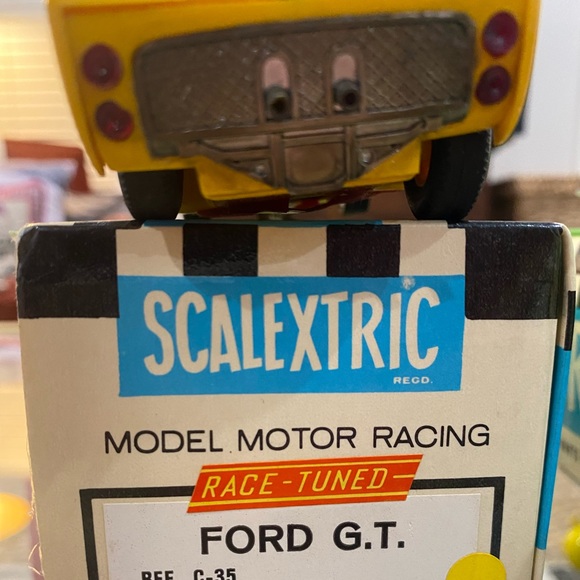 SCALEXTRIC
REGD.
MODEL MOTOR RACING
RACE-TUNED
FORD G.T.
REF. C-35